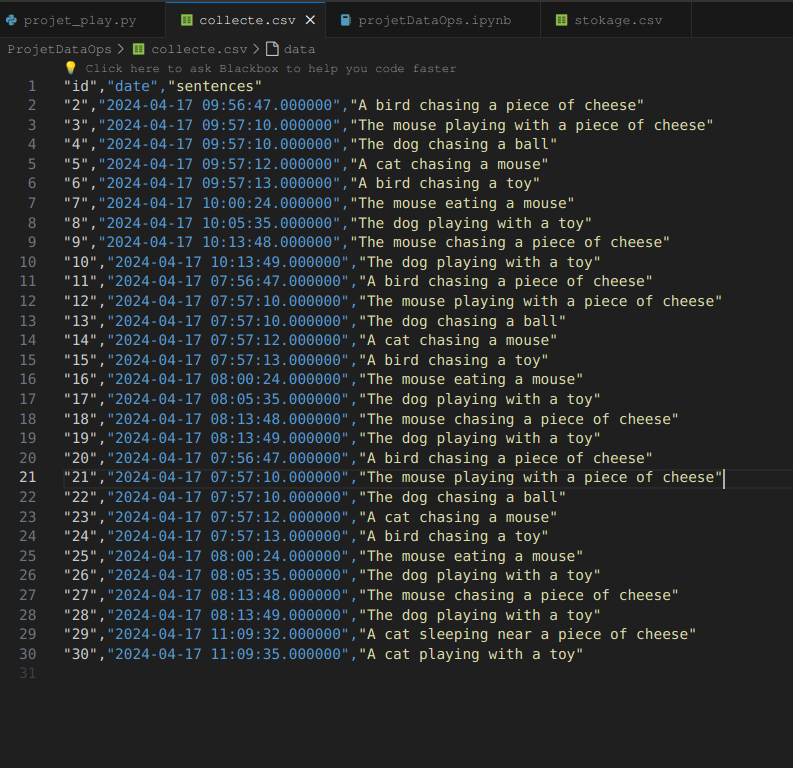 projet_play.py collecte.csv × projetDataOps.ipynb stokage.csv
ProjetDataOps > collecte.csv > data
Click here to ask Blackbox to help you code faster
1 "id","date","sentences"
2 "2","2024-04-17 09:56:47.000000","A bird chasing a piece of cheese"
3 "3","2024-04-17 09:57:10.000000","The mouse playing with a piece of cheese"
4 "4","2024-04-17 09:57:10.000000","The dog chasing a ball"
5 "5","2024-04-17 09:57:12.000000","A cat chasing a mouse"
6 "6","2024-04-17 09:57:13.000000","A bird chasing a toy"
7 "7","2024-04-17 10:00:24.000000","The mouse eating a mouse"
8 "8","2024-04-17 10:05:35.000000","The dog playing with a toy"
9 "9","2024-04-17 10:13:48.000000","The mouse chasing a piece of cheese"
10 "10","2024-04-17 10:13:49.000000","The dog playing with a toy"
11 "11","2024-04-17 07:56:47.000000","A bird chasing a piece of cheese"
12 "12","2024-04-17 07:57:10.000000","The mouse playing with a piece of cheese"
13 "13","2024-04-17 07:57:10.000000","The dog chasing a ball"
14 "14","2024-04-17 07:57:12.000000","A cat chasing a mouse"
15 "15","2024-04-17 07:57:13.000000","A bird chasing a toy"
16 "16","2024-04-17 08:00:24.000000","The mouse eating a mouse"
17 "17","2024-04-17 08:05:35.000000","The dog playing with a toy"
18 "18","2024-04-17 08:13:48.000000","The mouse chasing a piece of cheese"
19 "19","2024-04-17 08:13:49.000000","The dog playing with a toy"
20 "20","2024-04-17 07:56:47.000000","A bird chasing a piece of cheese"
21 "21","2024-04-17 07:57:10.000000","The mouse playing with a piece of cheese"
22 "22","2024-04-17 07:57:10.000000","The dog chasing a ball"
23 "23","2024-04-17 07:57:12.000000","A cat chasing a mouse"
24 "24","2024-04-17 07:57:13.000000","A bird chasing a toy"
25 "25","2024-04-17 08:00:24.000000","The mouse eating a mouse"
26 "26","2024-04-17 08:05:35.000000","The dog playing with a toy"
27 "27","2024-04-17 08:13:48.000000","The mouse chasing a piece of cheese"
28 "28","2024-04-17 08:13:49.000000","The dog playing with a toy"
29 "29","2024-04-17 11:09:32.000000","A cat sleeping near a piece of cheese"
30 "30","2024-04-17 11:09:35.000000","A cat playing with a toy"
31